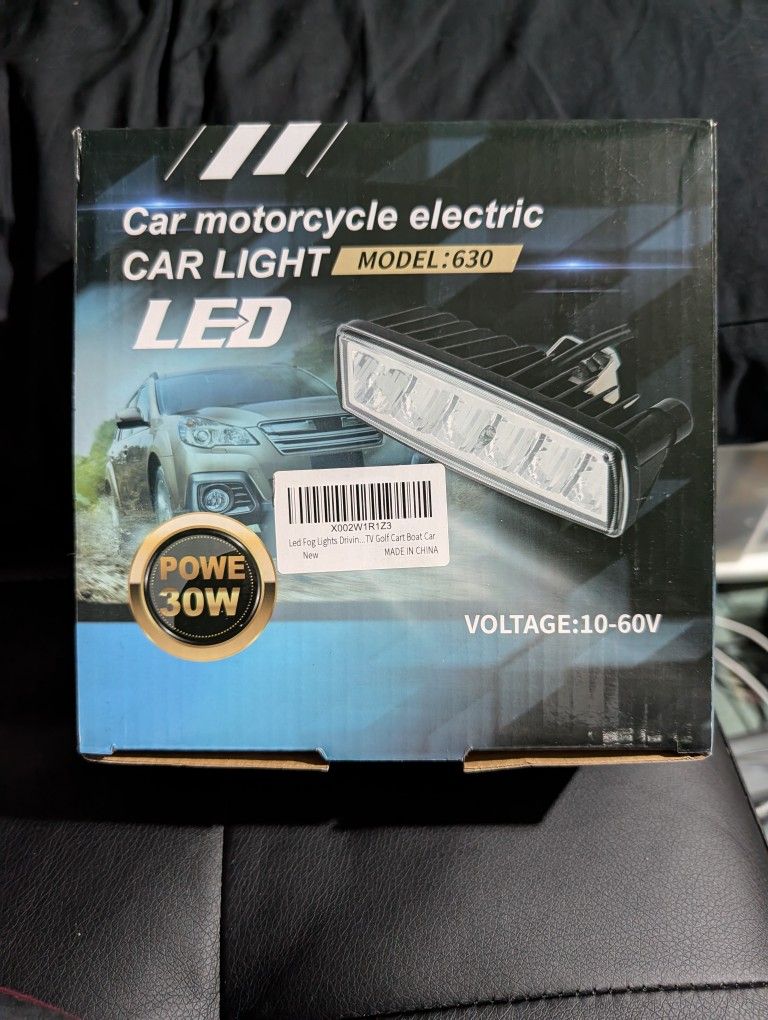 Car motorcycle electric
CAR LIGHT MODEL:630
LED
X002W1R1Z3
Led Fog Lights Drivin...TV Golf Cart Boat Car
New MADE IN CHINA
POWE
30W
VOLTAGE:10-60V